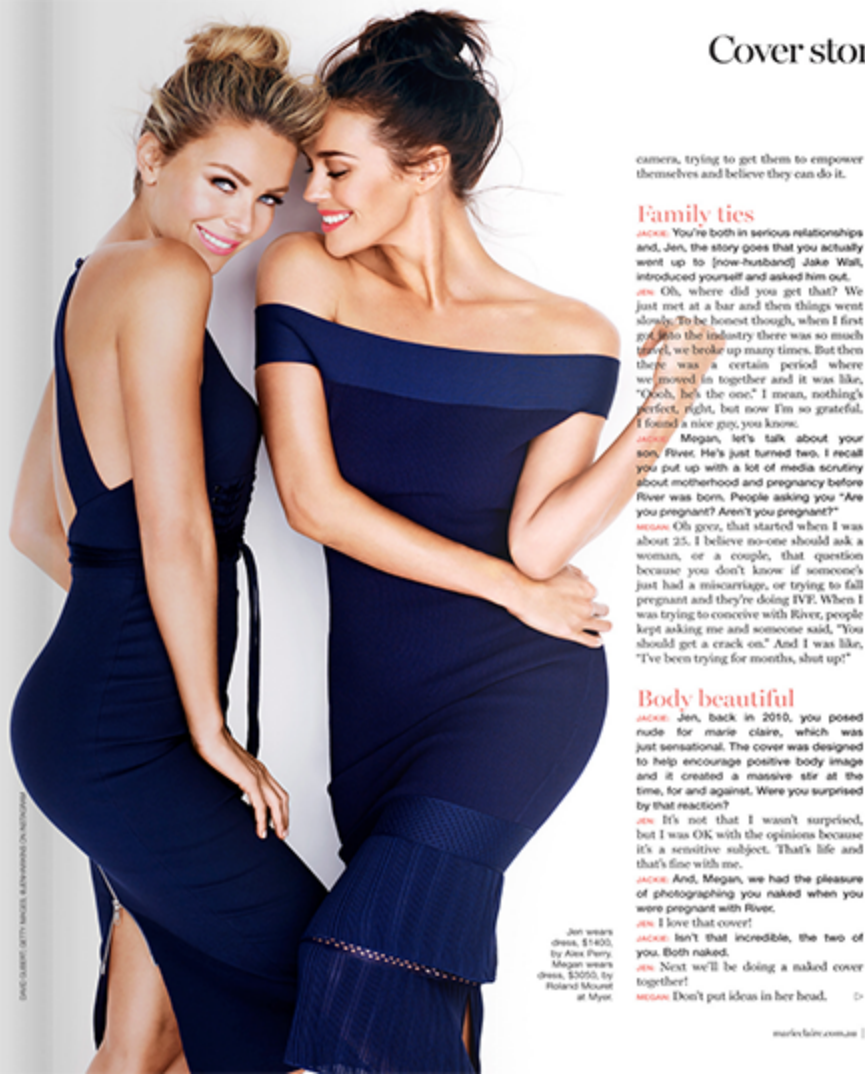 Cover stor
camera, trying to get them to empower
themselves and believe they can do it.
Family ties
JACKIE: You're both in serious relationships
and, Jen, the story goes that you actually
went up to [now-husband] Jake Wall,
introduced yourself and asked him out.
JEN: Oh, where did you get that? We
just met at a bar and then things went
slowly. To be honest though, when I first
got into the industry there was so much
travel, we broke up many times. But then
there was a certain period where
we moved in together and it was like,
"Oooh, he's the one." I mean, nothing's
perfect, right, but now I'm so grateful.
I found a nice guy, you know.
JACKIE: Megan, let's talk about your
son, River. He's just turned two. I recall
you put up with a lot of media scrutiny
about motherhood and pregnancy before
River was born. People asking you "Are
you pregnant? Aren't you pregnant?"
MEGAN: Oh geez, that started when I was
about 25. I believe no-one should ask a
woman, or a couple, that question
because you don't know if someone's
just had a miscarriage, or trying to fall
pregnant and they're doing IVF. When I
was trying to conceive with River, people
kept asking me and someone said, "You
should get a crack on." And I was like,
"I've been trying for months, shut up!"
Body beautiful
JACKIE: Jen, back in 2010, you posed
nude for marie claire, which was
just sensational. The cover was designed
to help encourage positive body image
and it created a massive stir at the
time, for and against. Were you surprised
by that reaction?
JEN: It's not that I wasn't surprised,
but I was OK with the opinions because
it's a sensitive subject. That's life and
that's fine with me.
JACKIE: And, Megan, we had the pleasure
of photographing you naked when you
were pregnant with River.
JEN: I love that cover!
JACKIE: Isn't that incredible, the two of
you. Both naked.
JEN: Next we'll be doing a naked cover
together!
MEGAN: Don't put ideas in her head.
Jen wears
dress, $1400,
by Alex Perry.
Megan wears
dress, $3050, by
Roland Mouret
at Myer.
marieclaire.com.au |
DAVID GUBERT, GETTY IMAGES, @JENHAWKINS ON INSTAGRAM